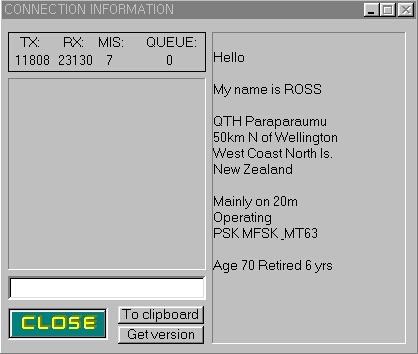 CONNECTION INFORMATION
TX: RX: MIS: QUEUE:
11808 23130 7 0
Hello
My name is ROSS
QTH Paraparaumu
50km N of Wellington
West Coast North Is.
New Zealand
Mainly on 20m
Operating
PSK MFSK_MT63
Age 70 Retired 6 yrs
CLOSE
To clipboard
Get version